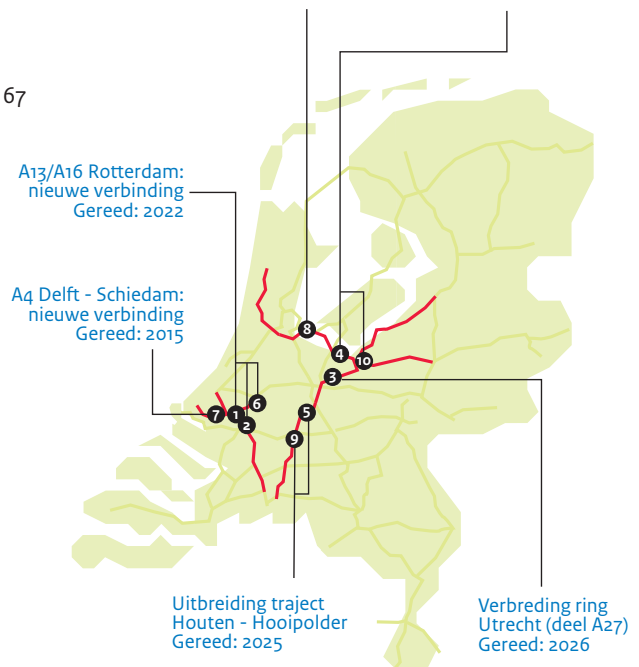 67
A13/A16 Rotterdam:
nieuwe verbinding
Gereed: 2022
A4 Delft - Schiedam:
nieuwe verbinding
Gereed: 2015
8
4
10
3
6
7
1
2
5
9
Uitbreiding traject
Houten - Hooipolder
Gereed: 2025
Verbreding ring
Utrecht (deel A27)
Gereed: 2026